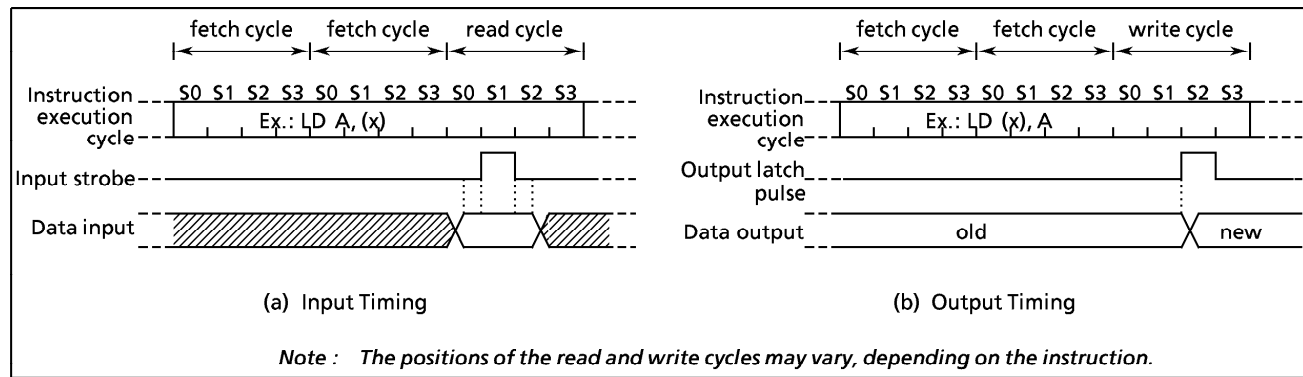 fetch cycle fetch cycle read cycle
S0 S1 S2 S3 S0 S1 S2 S3 S0 S1 S2 S3
Instruction
execution
cycle
Ex.: LD A, (x)
Input strobe
Data input
(a) Input Timing
fetch cycle fetch cycle write cycle
S0 S1 S2 S3 S0 S1 S2 S3 S0 S1 S2 S3
Instruction
execution
cycle
Ex.: LD (x), A
Output latch
pulse
Data output
old
new
(b) Output Timing
Note : The positions of the read and write cycles may vary, depending on the instruction.